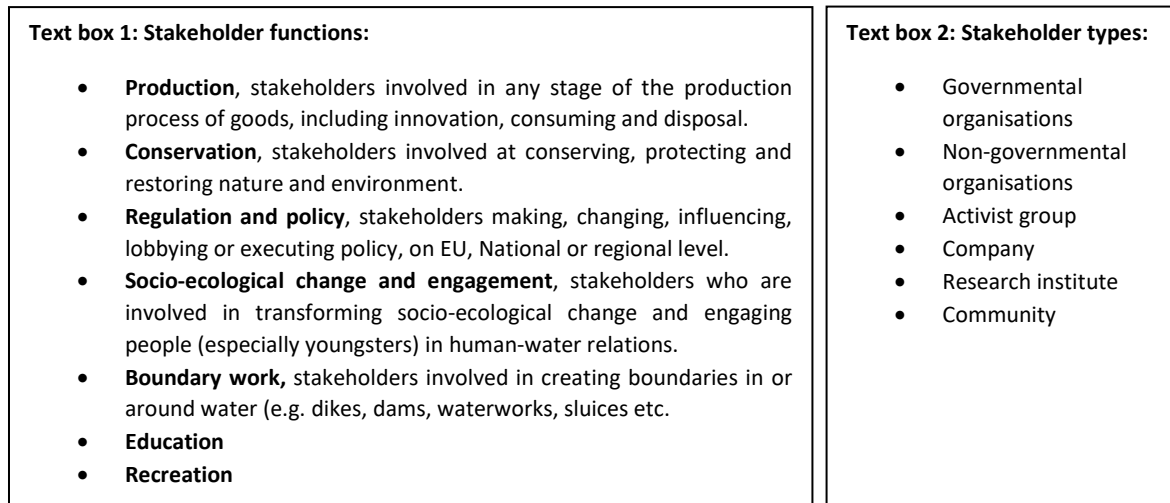 Text box 1: Stakeholder functions:
• Production, stakeholders involved in any stage of the production
process of goods, including innovation, consuming and disposal.
• Conservation, stakeholders involved at conserving, protecting and
restoring nature and environment.
• Regulation and policy, stakeholders making, changing, influencing,
lobbying or executing policy, on EU, National or regional level.
• Socio-ecological change and engagement, stakeholders who are
involved in transforming socio-ecological change and engaging
people (especially youngsters) in human-water relations.
• Boundary work, stakeholders involved in creating boundaries in or
around water (e.g. dikes, dams, waterworks, sluices etc.
• Education
• Recreation
Text box 2: Stakeholder types:
• Governmental
organisations
• Non-governmental
organisations
• Activist group
• Company
• Research institute
• Community